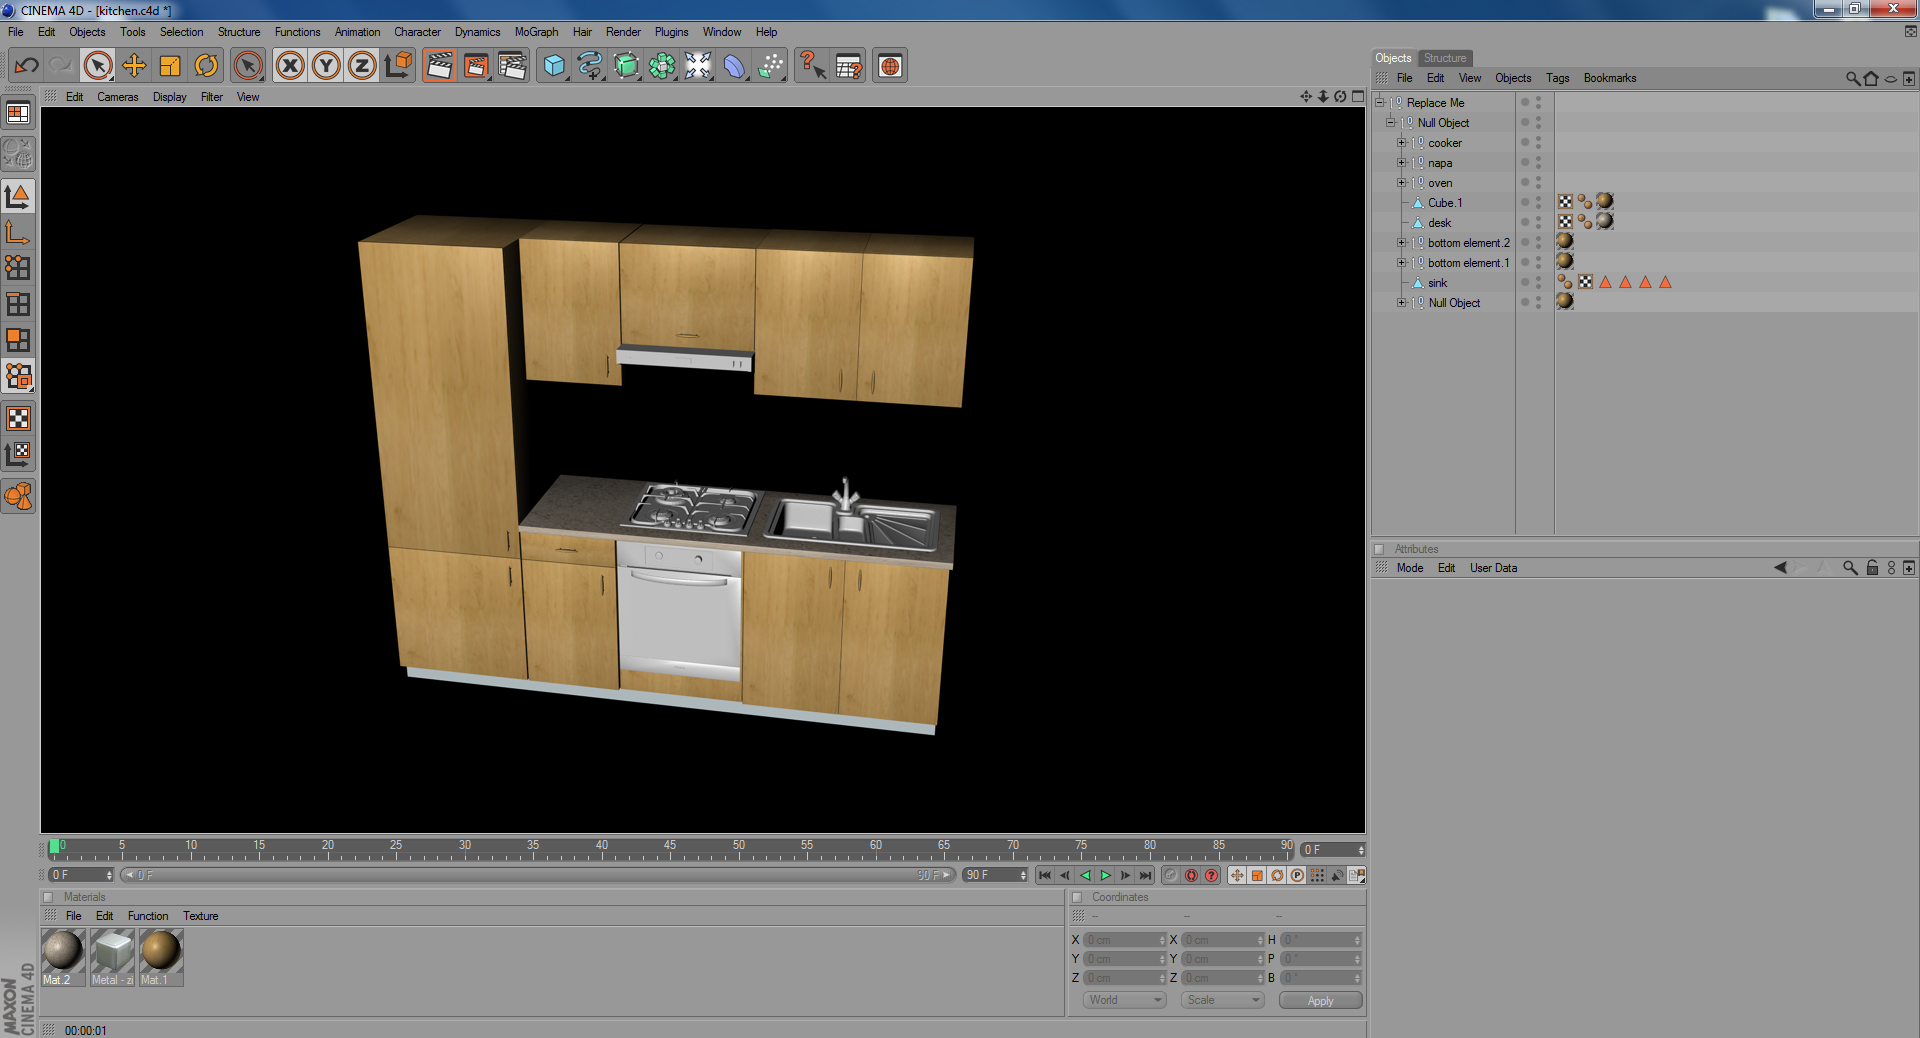 CINEMA 4D - [kitchen.c4d *]
File Edit Objects Tools Selection Structure Functions Animation Character Dynamics MoGraph Hair Render Plugins Window Help
Edit Cameras Display Filter View
Objects Structure
File Edit View Objects Tags Bookmarks
Replace Me
Null Object
cooker
napa
oven
Cube.1
desk
bottom element.2
bottom element.1
sink
Null Object
Attributes
Mode Edit User Data
0 5 10 15 20 25 30 35 40 45 50 55 60 65 70 75 80 85 90 0 F
0 F 0 F 90 F 90 F
Materials
File Edit Function Texture
Mat.2 Metal - zi Mat.1
Coordinates
-- -- --
X 0 cm X 0 cm H 0 °
Y 0 cm Y 0 cm P 0 °
Z 0 cm Z 0 cm B 0 °
World Scale Apply
MAXON
CINEMA 4D
00:00:01